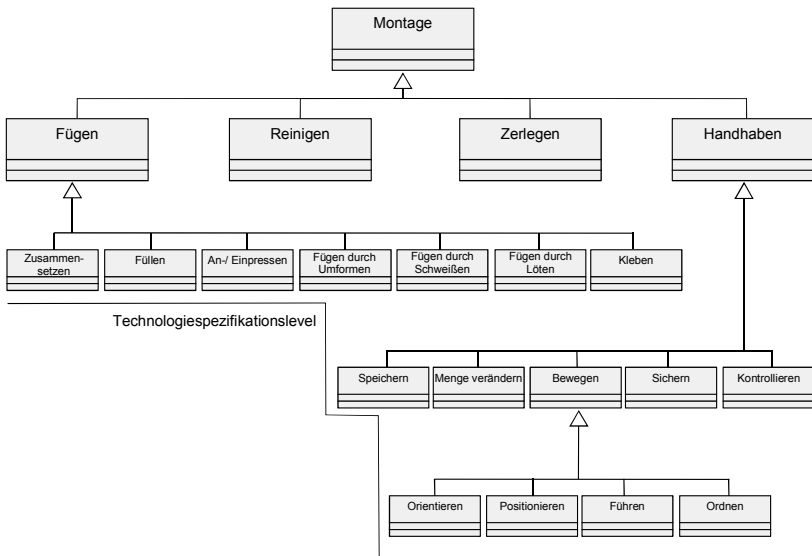 Montage
Fügen
Reinigen
Zerlegen
Handhaben
Zusammen-
setzen
Füllen
An-/ Einpressen
Fügen durch
Umformen
Fügen durch
Schweißen
Fügen durch
Löten
Kleben
Technologiespezifikationslevel
Speichern
Menge verändern
Bewegen
Sichern
Kontrollieren
Orientieren
Positionieren
Führen
Ordnen